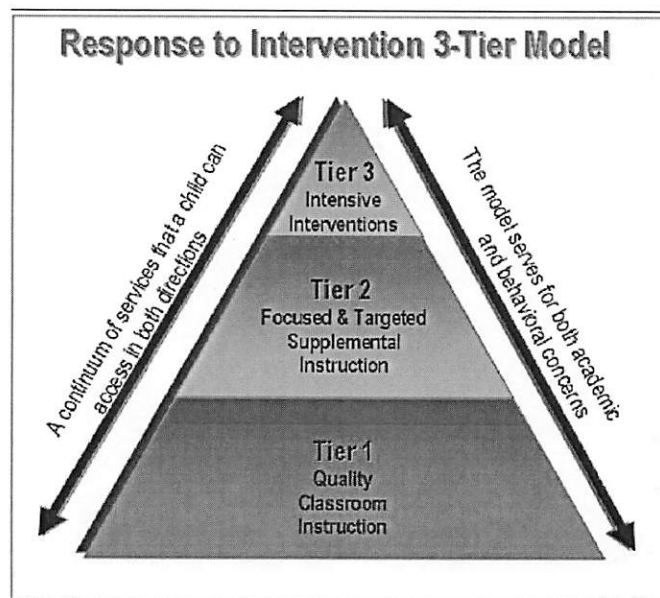 Response to Intervention 3-Tier Model
A continuum of services that a child can
access in both directions
Tier 3
Intensive
Interventions
Tier 2
Focused & Targeted
Supplemental
Instruction
Tier 1
Quality
Classroom
Instruction
The model serves for both academic
and behavioral concerns